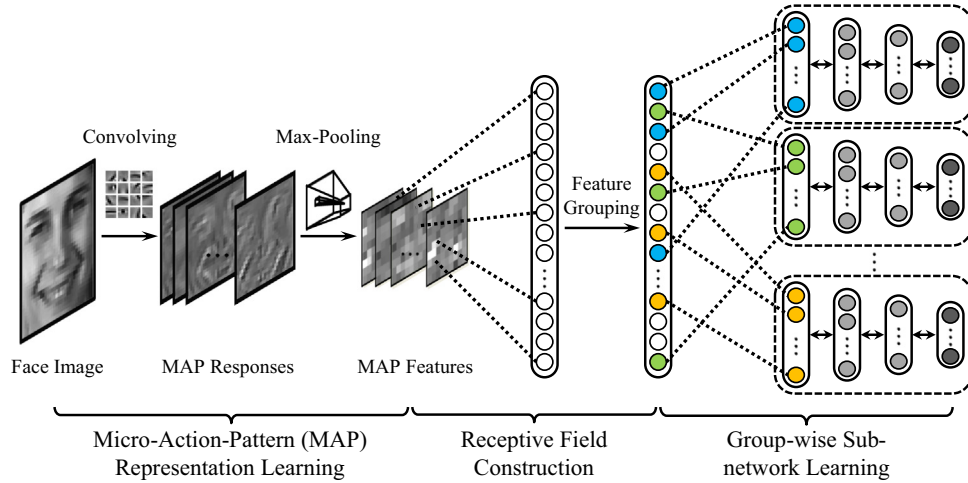 Convolving
Max-Pooling
Feature
Grouping
Face Image
MAP Responses
MAP Features
Micro-Action-Pattern (MAP)
Representation Learning
Receptive Field
Construction
Group-wise Sub-
network Learning